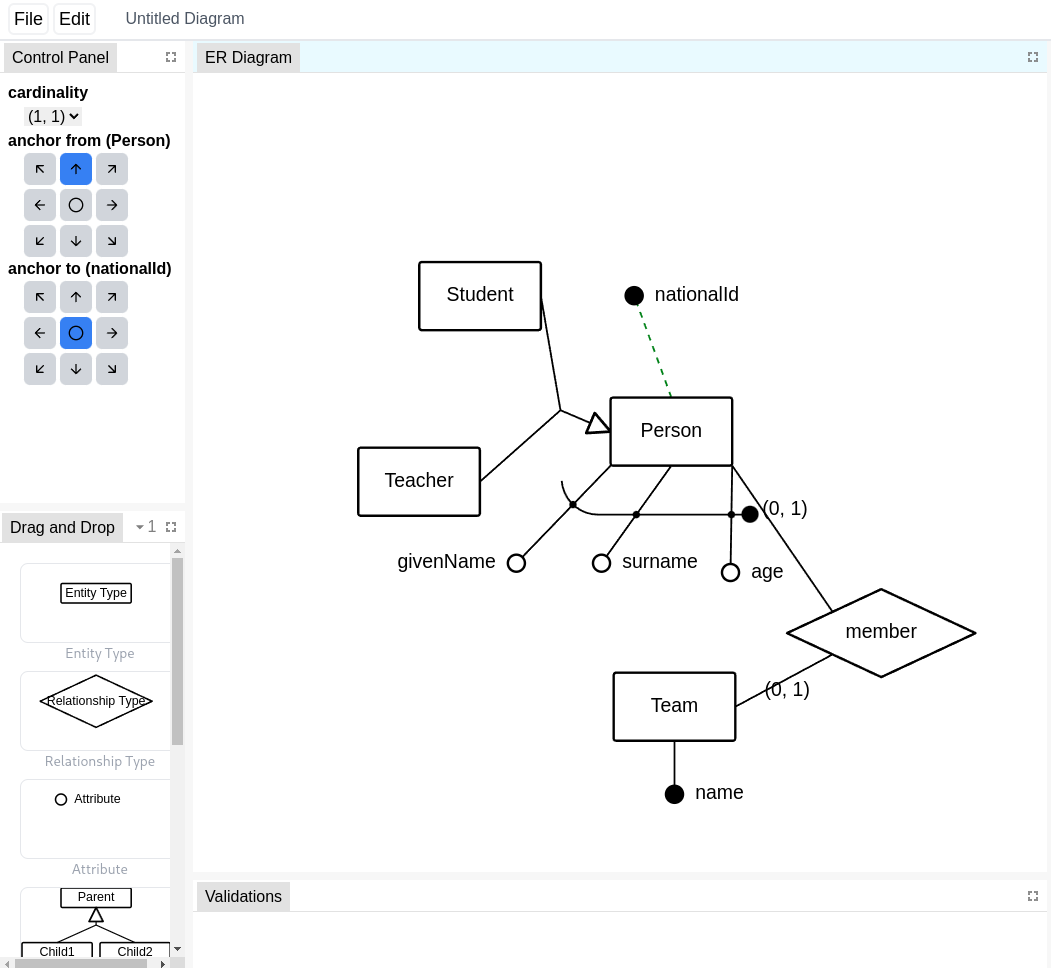 File Edit Untitled Diagram
Control Panel
cardinality
(1, 1)
anchor from (Person)
anchor to (nationalId)
Drag and Drop
1
Entity Type
Entity Type
Relationship Type
Relationship Type
Attribute
Attribute
Parent
Child1 Child2
ER Diagram
Student
nationalId
Person
Teacher
(0, 1)
givenName
surname
age
member
(0, 1)
Team
name
Validations